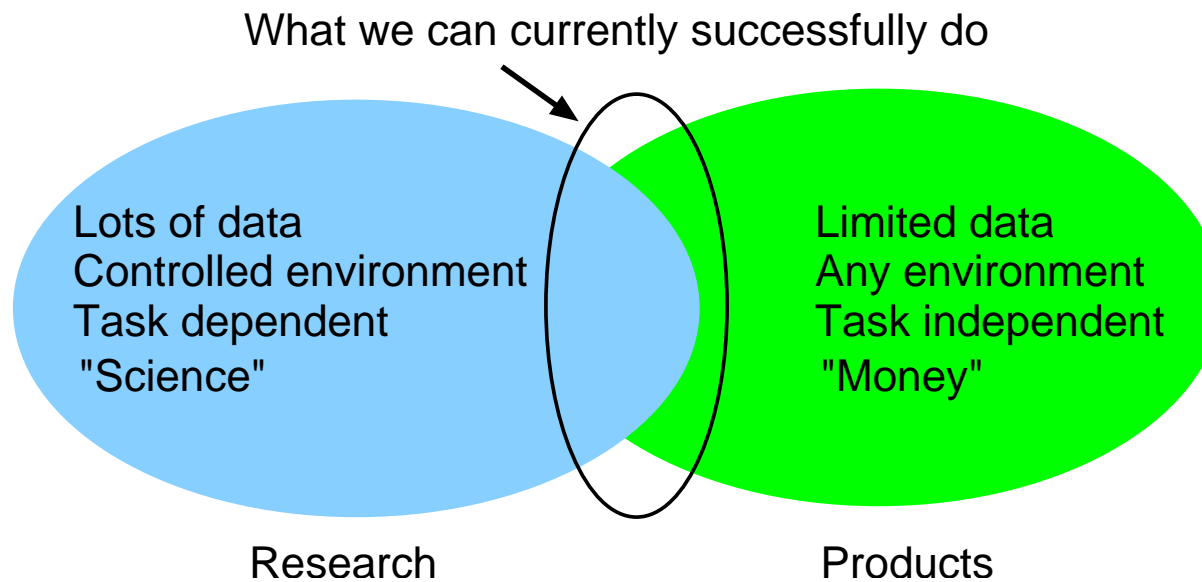 What we can currently successfully do
Lots of data
Controlled environment
Task dependent
"Science"
Limited data
Any environment
Task independent
"Money"
Research
Products